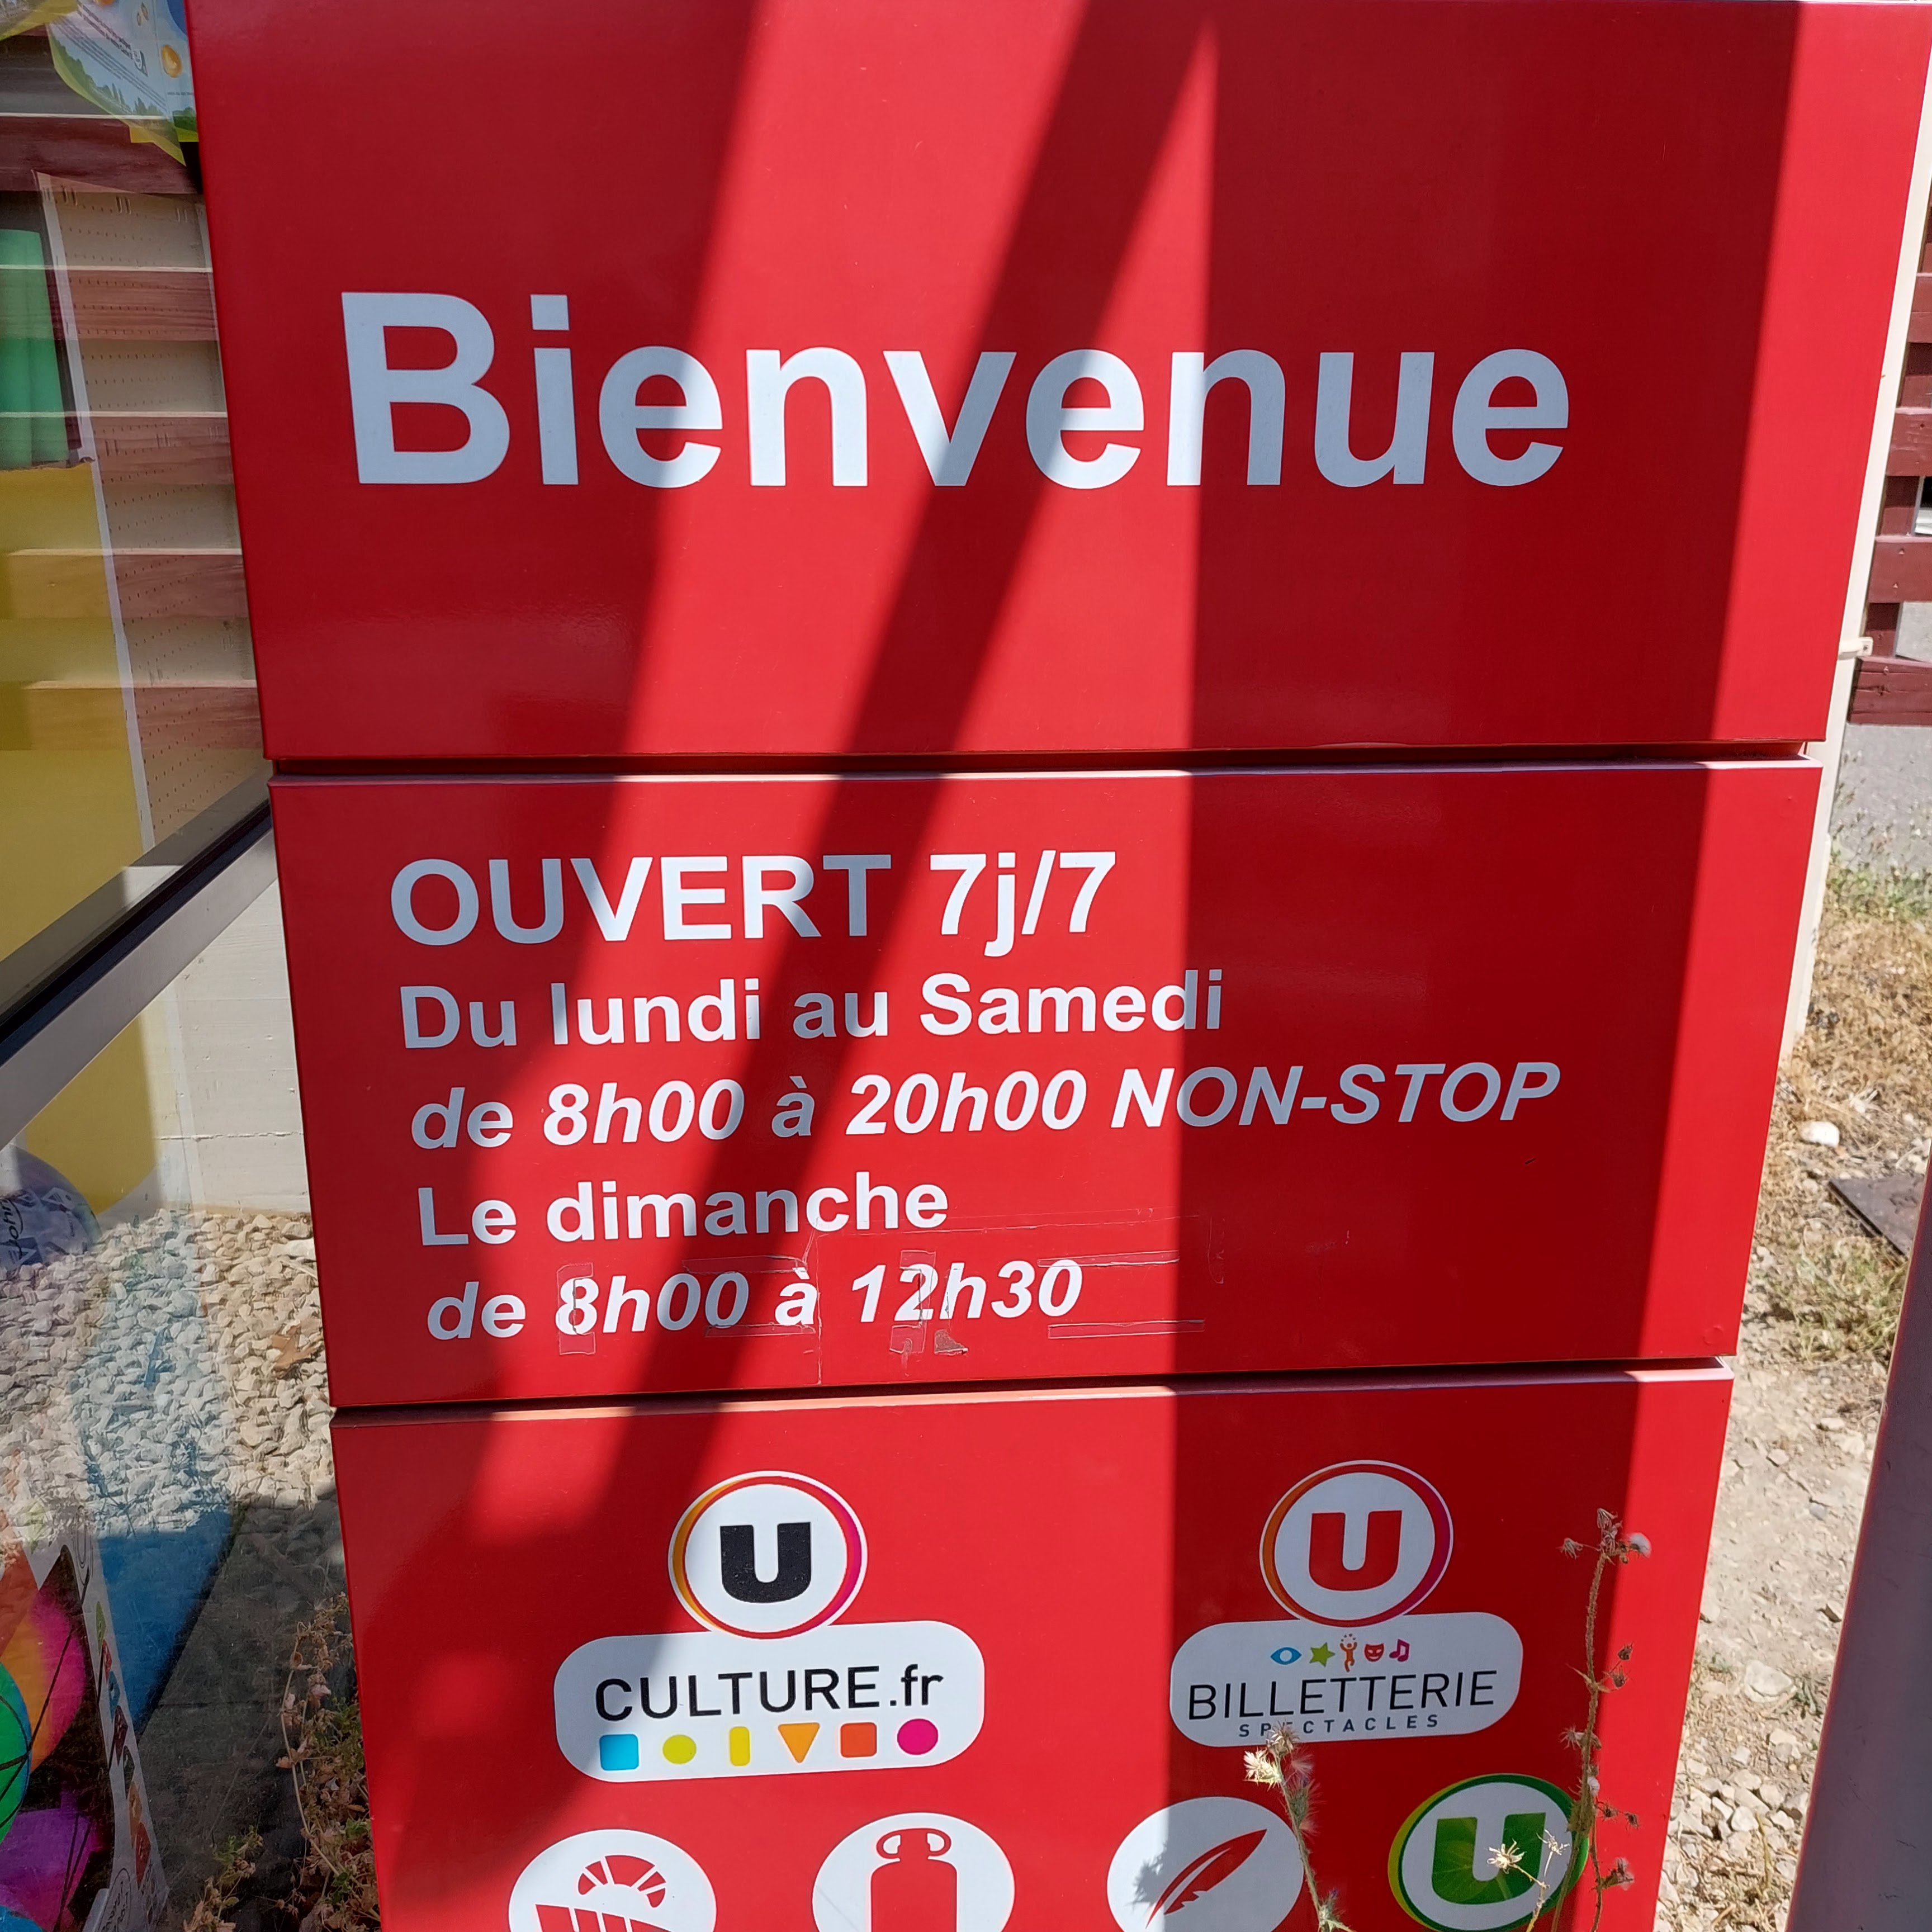 Bienvenue
OUVERT 7j/7
Du lundi au Samedi
de 8h00 à 20h00 NON-STOP
Le dimanche
de 8h00 à 12h30
U
CULTURE.fr
U
BILLETTERIE
SPECTACLES
U